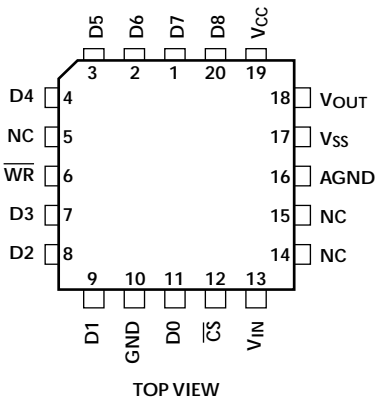 D5 D6 D7 D8 VCC
3 2 1 20 19
D4 4 18 VOUT
NC 5 17 VSS
W̅R̅ 6 16 AGND
D3 7 15 NC
D2 8 14 NC
9 10 11 12 13
D1 GND D0 C̅S̅ VIN
TOP VIEW